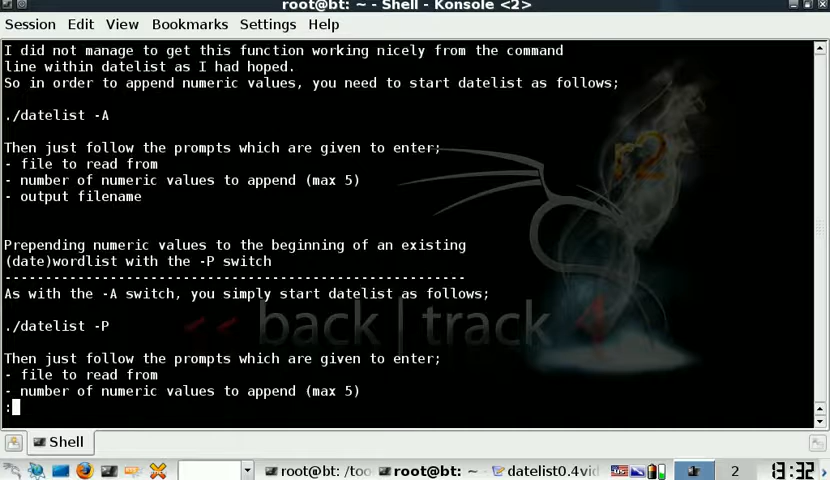 root@bt: ~ - Shell - Konsole <2>
Session Edit View Bookmarks Settings Help
I did not manage to get this function working nicely from the command
line within datelist as I had hoped.
So in order to append numeric values, you need to start datelist as follows;
./datelist -A
Then just follow the prompts which are given to enter;
- file to read from
- number of numeric values to append (max 5)
- output filename
Prepending numeric values to the beginning of an existing
(date)wordlist with the -P switch
---------------------------------------------------------
As with the -A switch, you simply start datelist as follows;
./datelist -P
Then just follow the prompts which are given to enter;
- file to read from
- number of numeric values to append (max 5)
:
<< back | track 4
r2
Shell
root@bt: /too root@bt: ~ datelist0.4vid 2 13:32